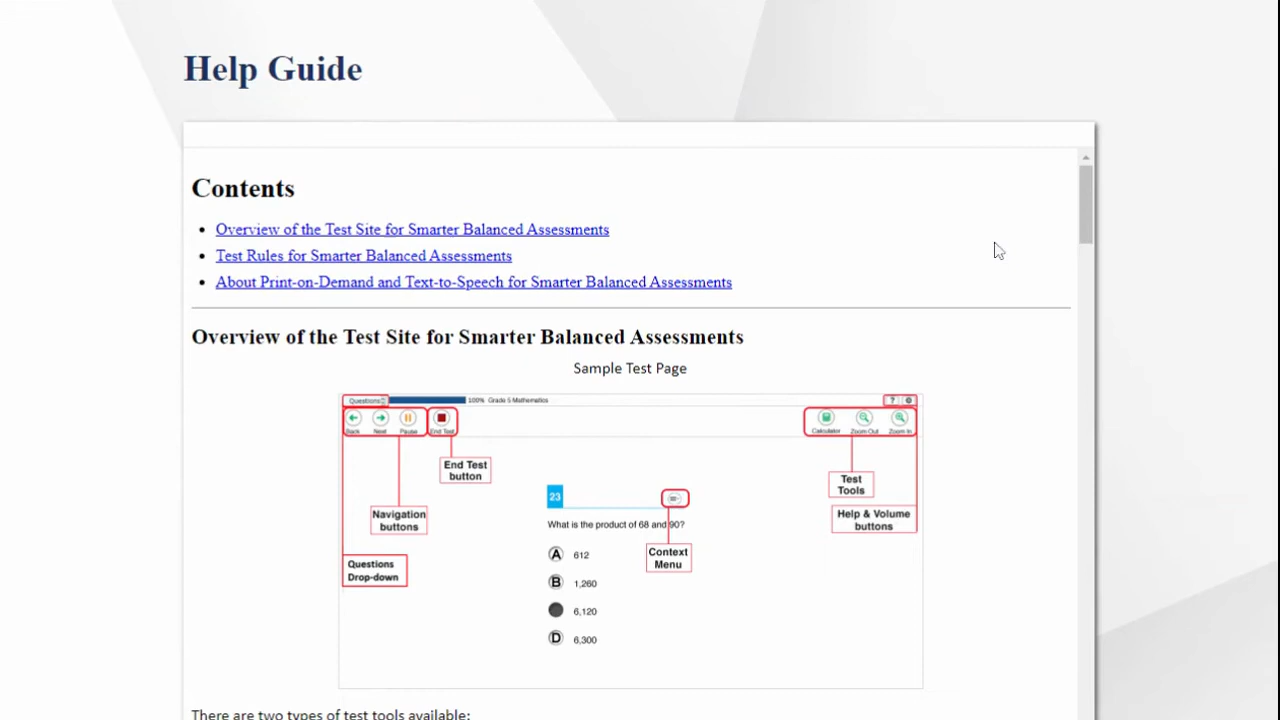 Help Guide
Contents
Overview of the Test Site for Smarter Balanced Assessments
Test Rules for Smarter Balanced Assessments
About Print-on-Demand and Text-to-Speech for Smarter Balanced Assessments
Overview of the Test Site for Smarter Balanced Assessments
Sample Test Page
Questions 100% Grade 5 Mathematics ?
Back Next Pause End Test Calculator Zoom Out Zoom In
End Test
button
Test
Tools
Navigation
buttons
Help & Volume
buttons
23
What is the product of 68 and 90?
Context
Menu
Questions
Drop-down
A 612
B 1,260
6,120
D 6,300
There are two types of test tools available: